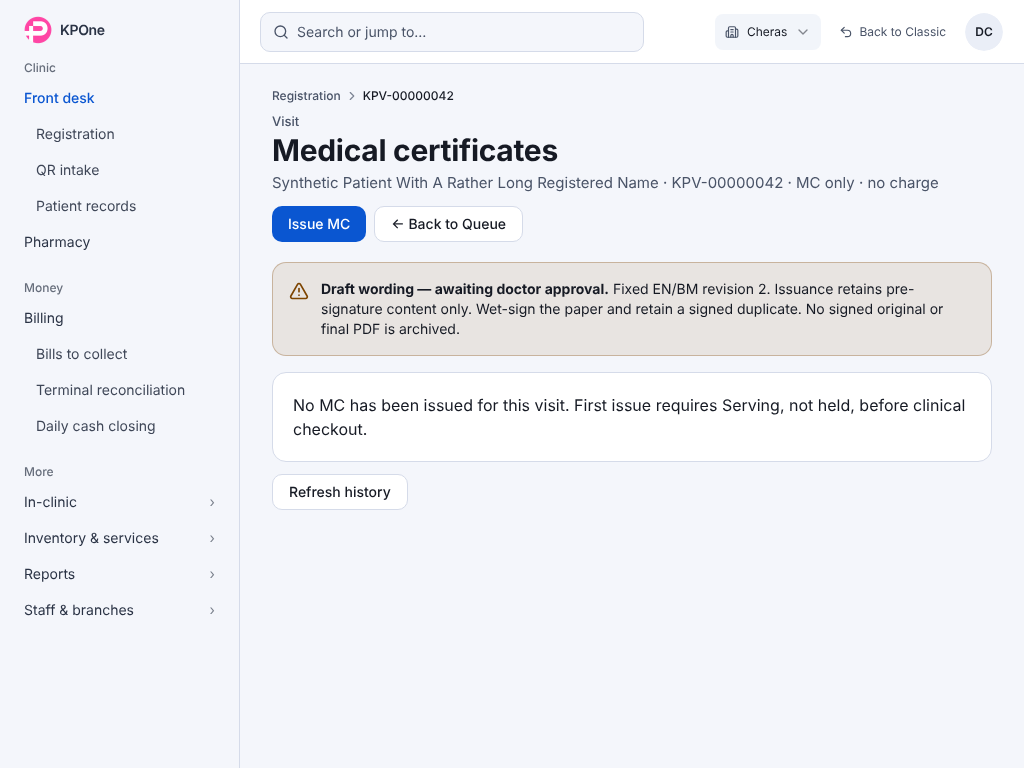 KPOne
Clinic
Front desk
Registration
QR intake
Patient records
Pharmacy
Money
Billing
Bills to collect
Terminal reconciliation
Daily cash closing
More
In-clinic
Inventory & services
Reports
Staff & branches
Search or jump to...
Cheras
Back to Classic
DC
Registration > KPV-00000042
Visit
Medical certificates
Synthetic Patient With A Rather Long Registered Name · KPV-00000042 · MC only · no charge
Issue MC
← Back to Queue
Draft wording — awaiting doctor approval. Fixed EN/BM revision 2. Issuance retains pre-
signature content only. Wet-sign the paper and retain a signed duplicate. No signed original or
final PDF is archived.
No MC has been issued for this visit. First issue requires Serving, not held, before clinical
checkout.
Refresh history